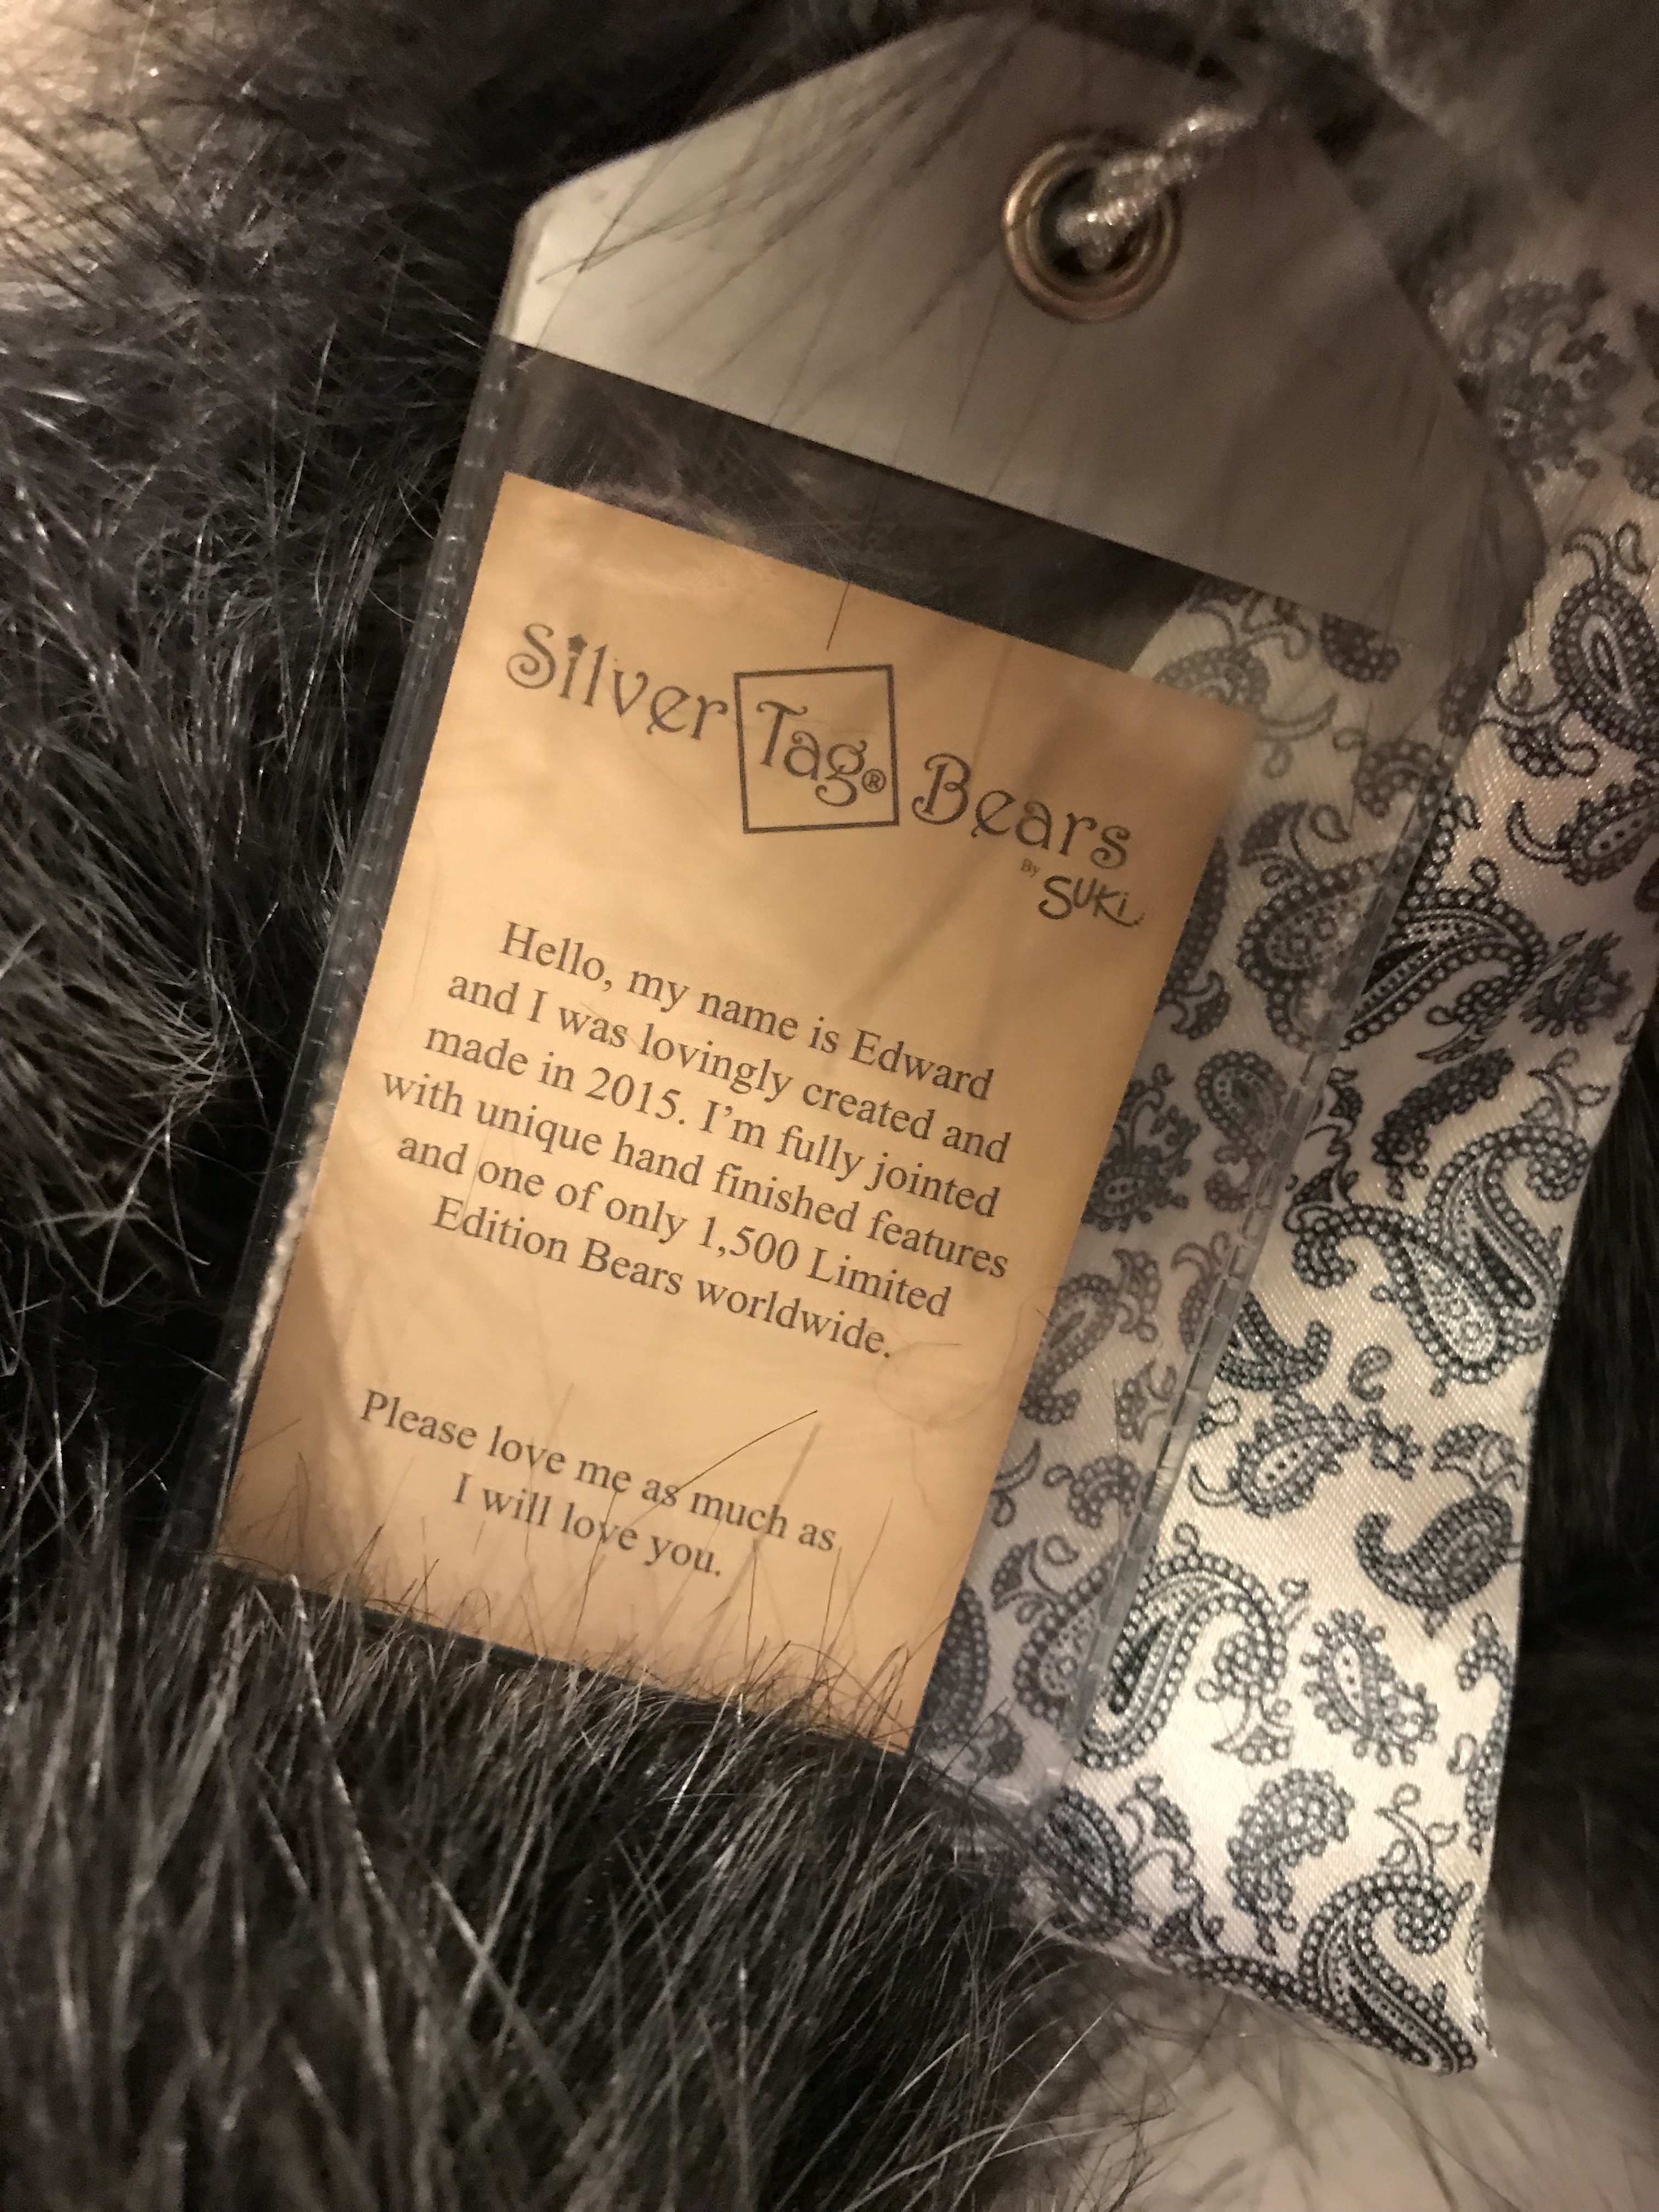 Silver Tag® Bears
By Suki
Hello, my name is Edward
and I was lovingly created and
made in 2015. I'm fully jointed
with unique hand finished features
and one of only 1,500 Limited
Edition Bears worldwide.
Please love me as much as
I will love you.